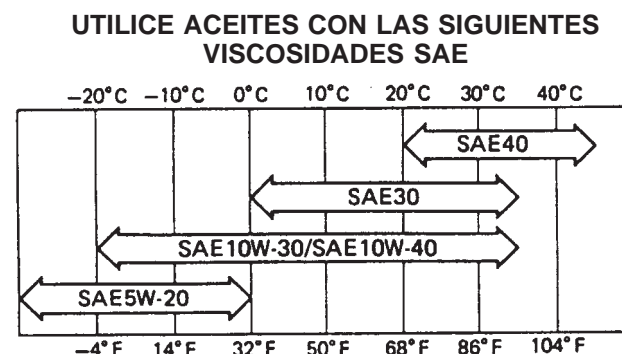 UTILICE ACEITES CON LAS SIGUIENTES
VISCOSIDADES SAE
−20°C −10°C 0°C 10°C 20°C 30°C 40°C
SAE40
SAE30
SAE10W-30/SAE10W-40
SAE5W-20
−4°F 14°F 32°F 50°F 68°F 86°F 104°F